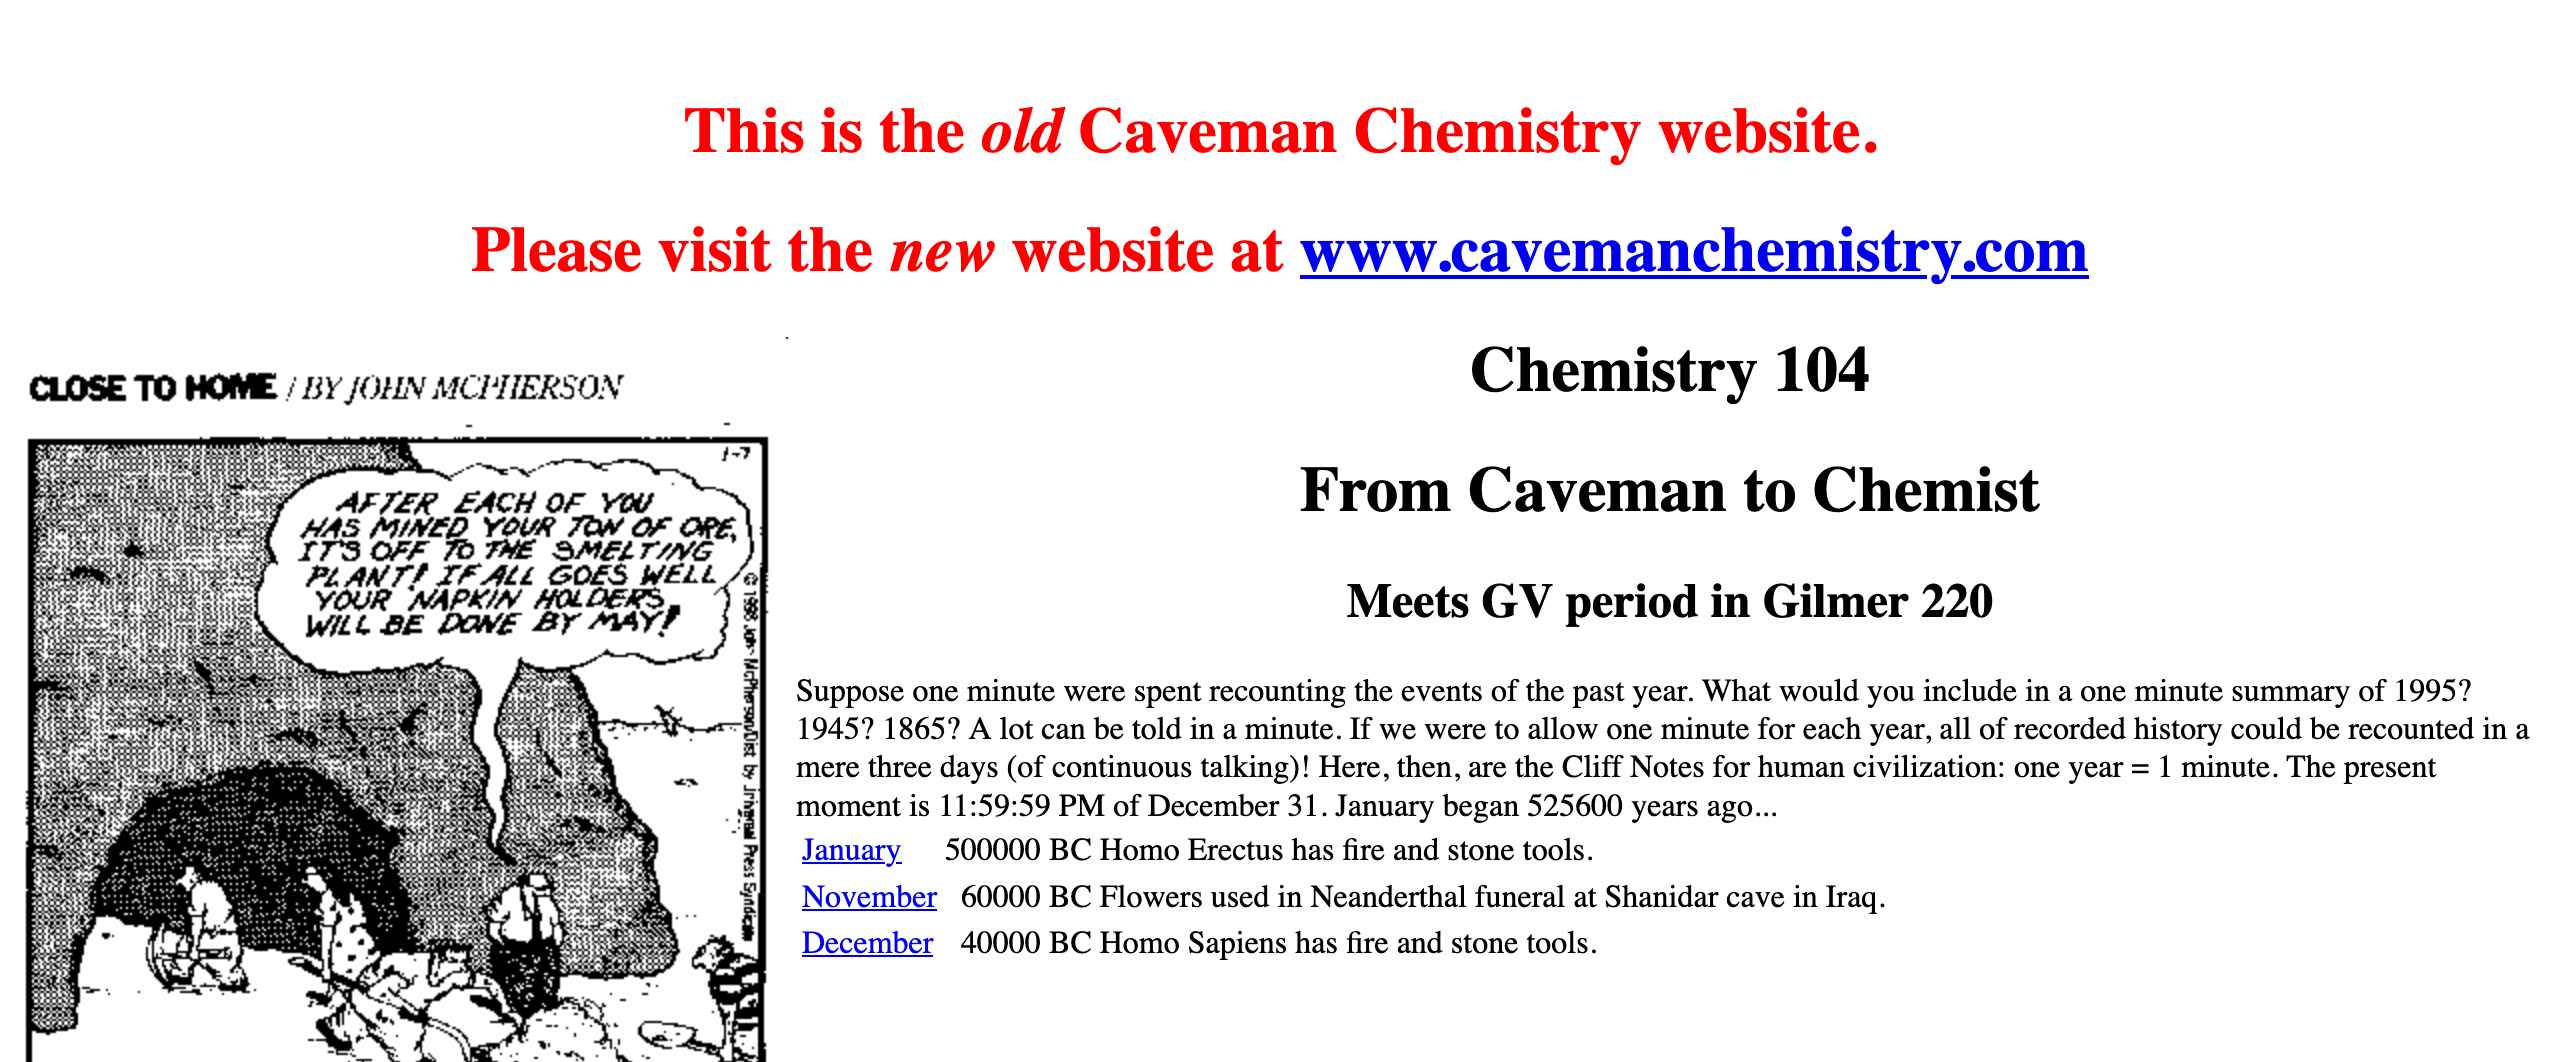 This is the old Caveman Chemistry website.
Please visit the new website at www.cavemanchemistry.com
CLOSE TO HOME / BY JOHN MCPHERSON
1-7
AFTER EACH OF YOU
HAS MINED YOUR TON OF ORE,
IT'S OFF TO THE SMELTING
PLANT! IF ALL GOES WELL
YOUR NAPKIN HOLDERS
WILL BE DONE BY MAY!
John McPherson/Dist. by Universal Press Syndicate
Chemistry 104
From Caveman to Chemist
Meets GV period in Gilmer 220
Suppose one minute were spent recounting the events of the past year. What would you include in a one minute summary of 1995?
1945? 1865? A lot can be told in a minute. If we were to allow one minute for each year, all of recorded history could be recounted in a
mere three days (of continuous talking)! Here, then, are the Cliff Notes for human civilization: one year = 1 minute. The present
moment is 11:59:59 PM of December 31. January began 525600 years ago...
January 500000 BC Homo Erectus has fire and stone tools.
November 60000 BC Flowers used in Neanderthal funeral at Shanidar cave in Iraq.
December 40000 BC Homo Sapiens has fire and stone tools.